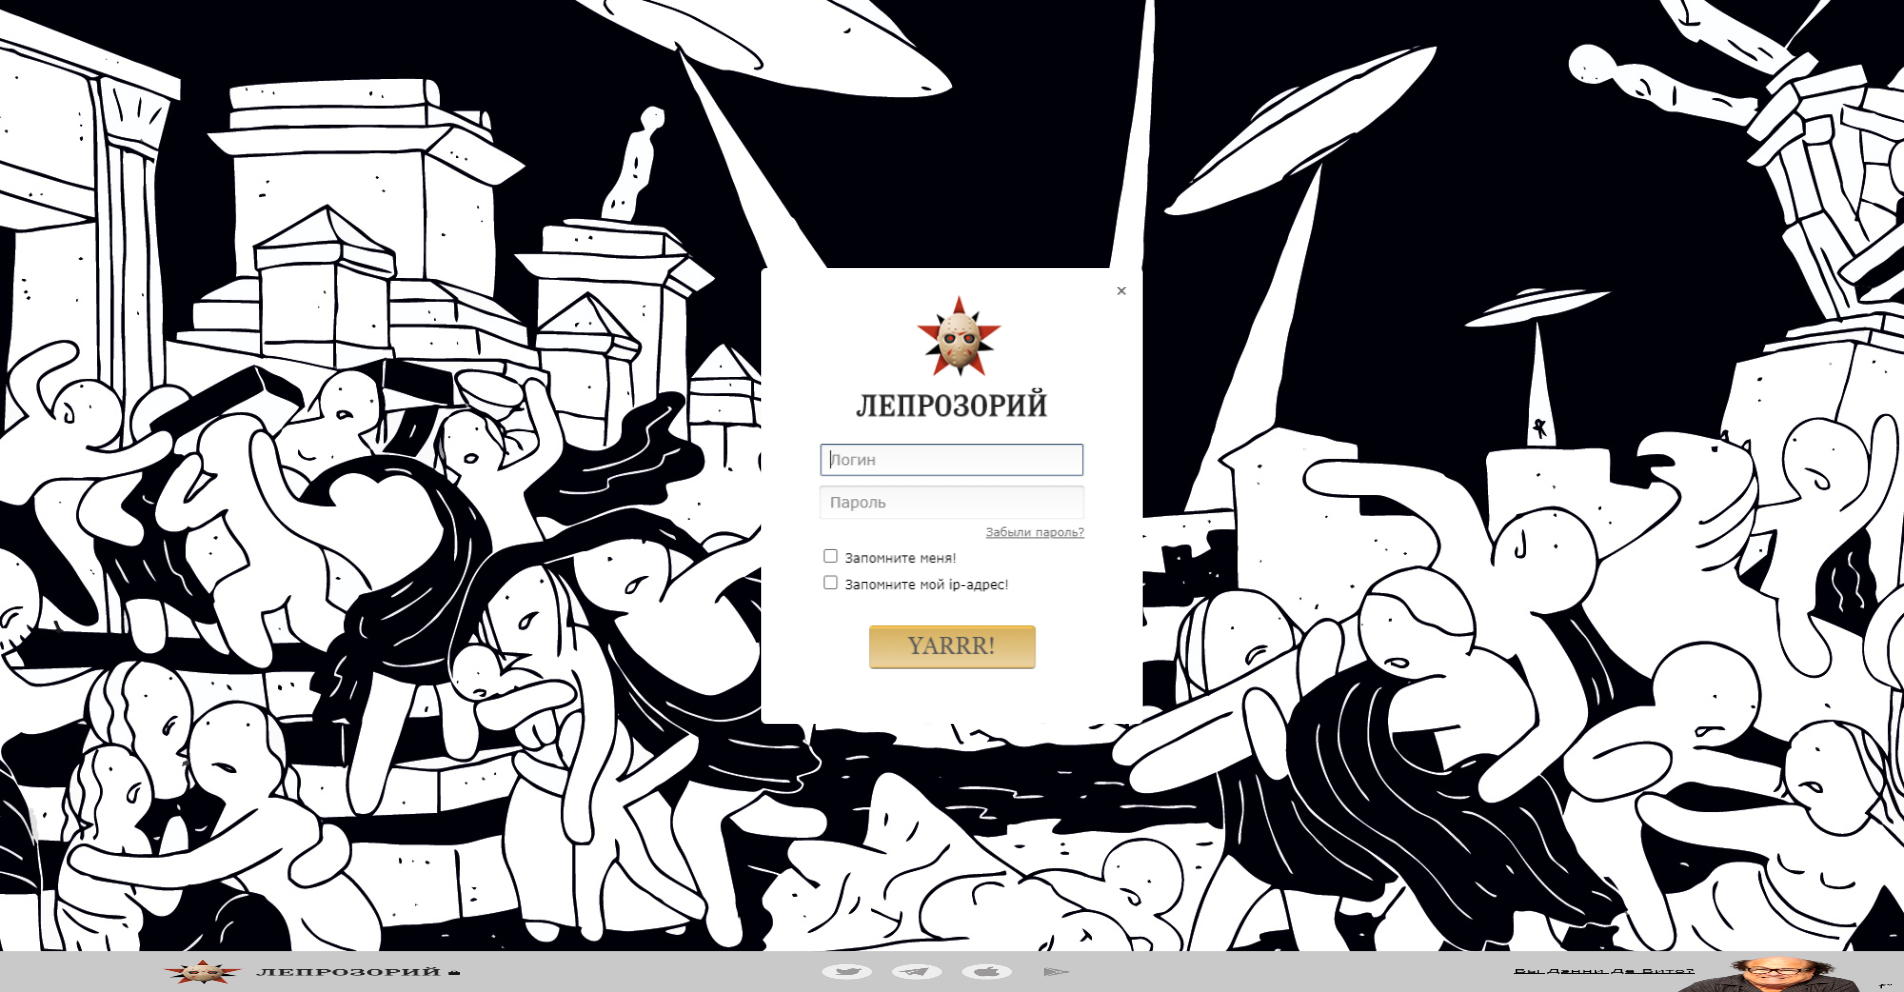 ×
ЛЕПРОЗОРИЙ
Логин
Пароль
Забыли пароль?
Запомните меня!
Запомните мой ip-адрес!
YARRR!
ЛЕПРОЗОРИЙ
Вы Дэнни Де Вито?